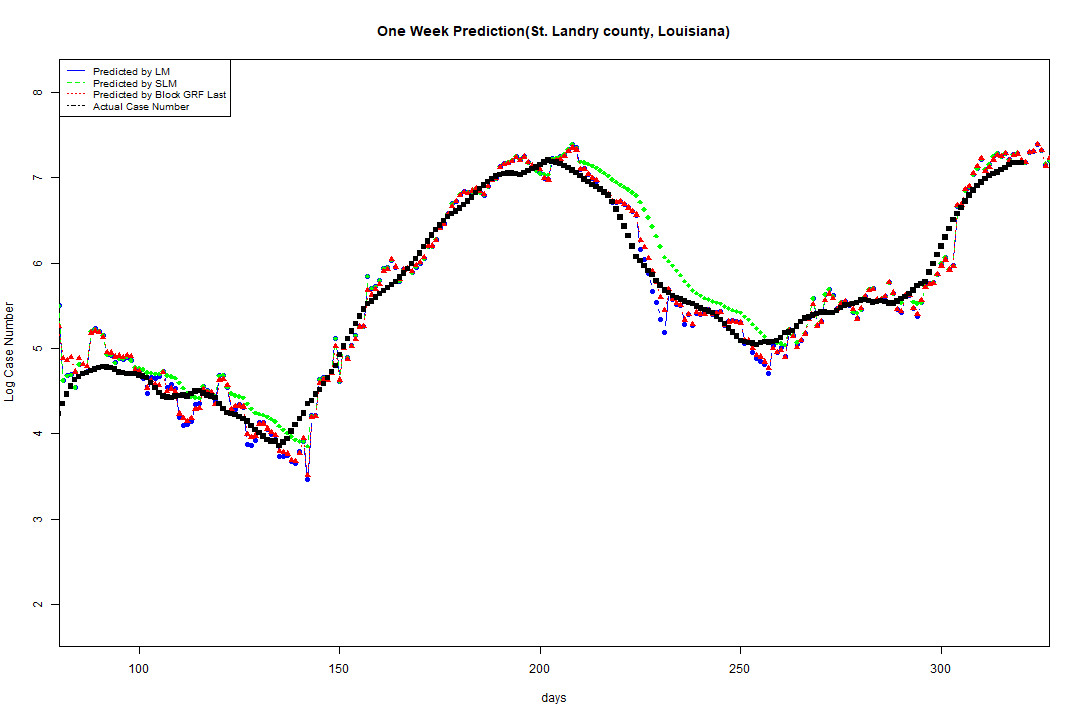 One Week Prediction(St. Landry county, Louisiana)
Predicted by LM
Predicted by SLM
Predicted by Block GRF Last
Actual Case Number
8
7
6
5
4
3
2
Log Case Number
100 150 200 250 300
days